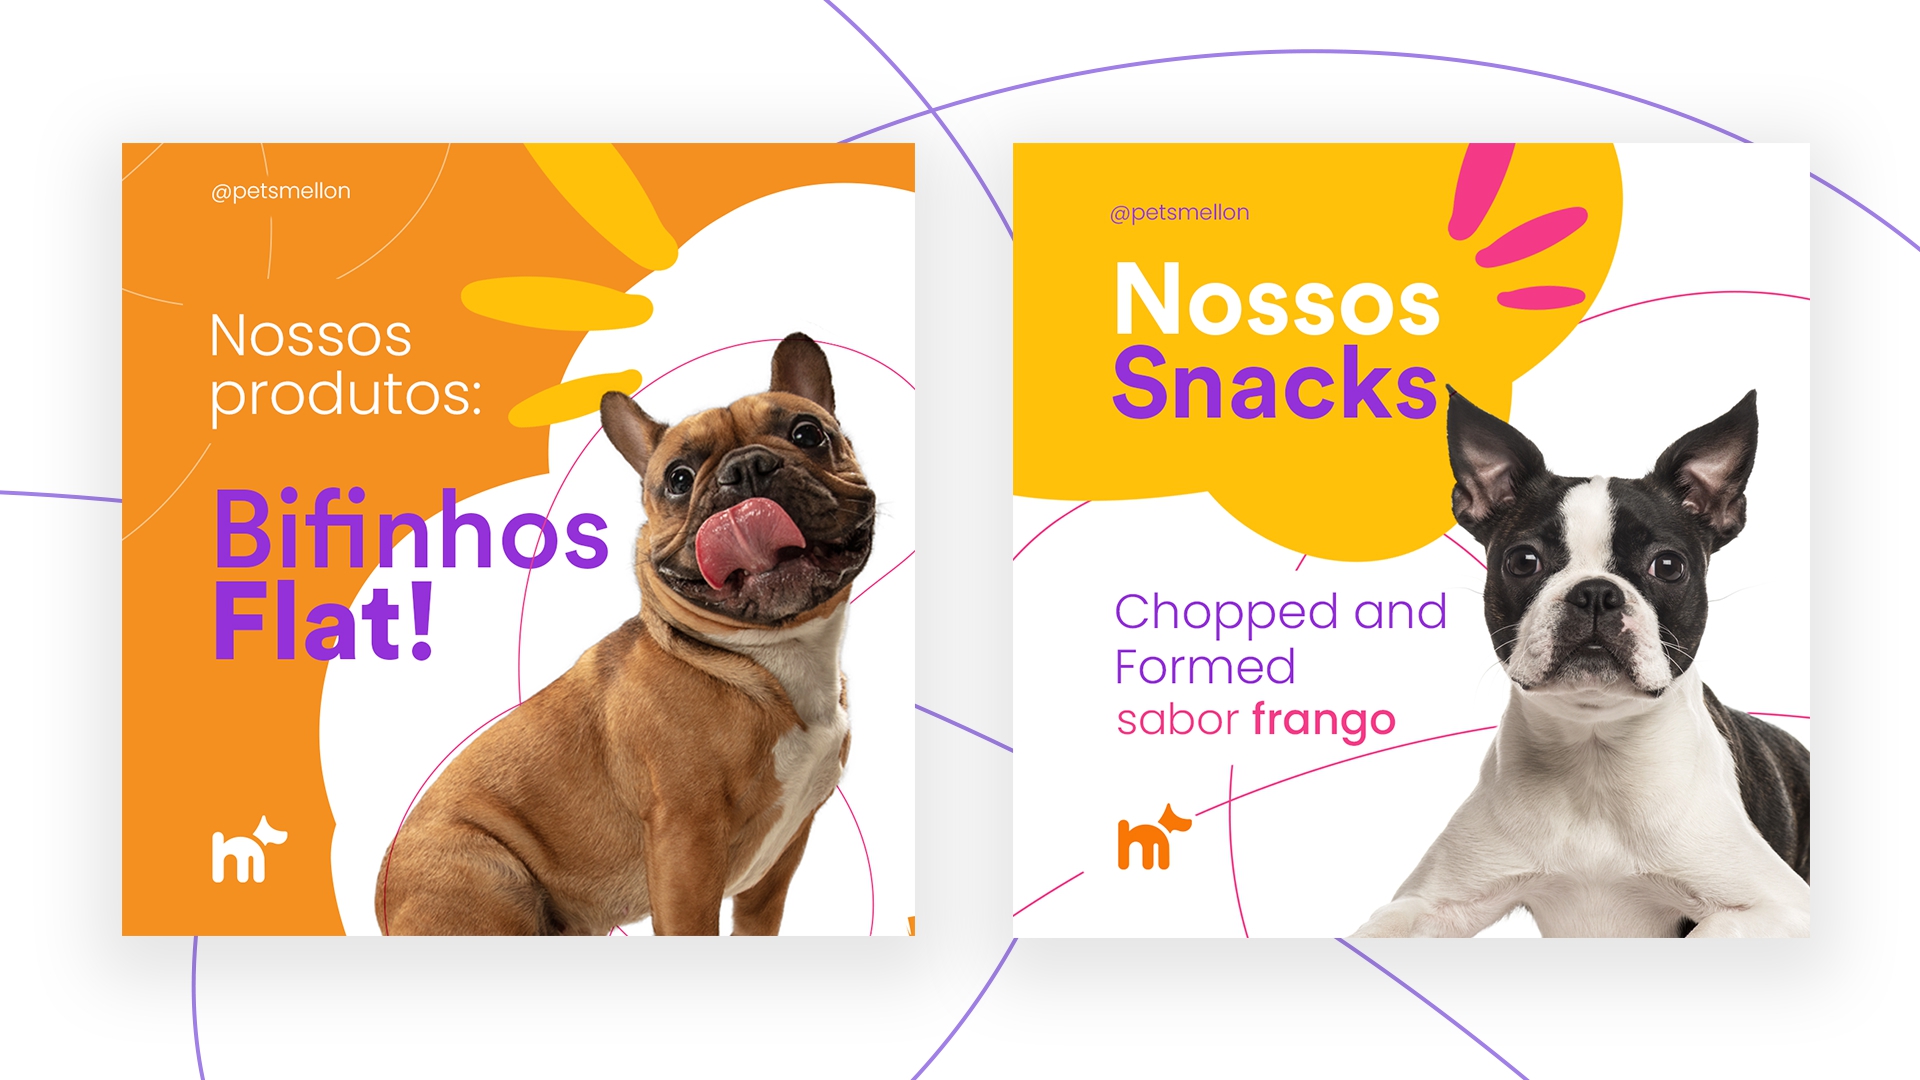 @petsmellon
Nossos
produtos:
Bifinhos
Flat!
m
@petsmellon
Nossos
Snacks
Chopped and
Formed
sabor frango
m